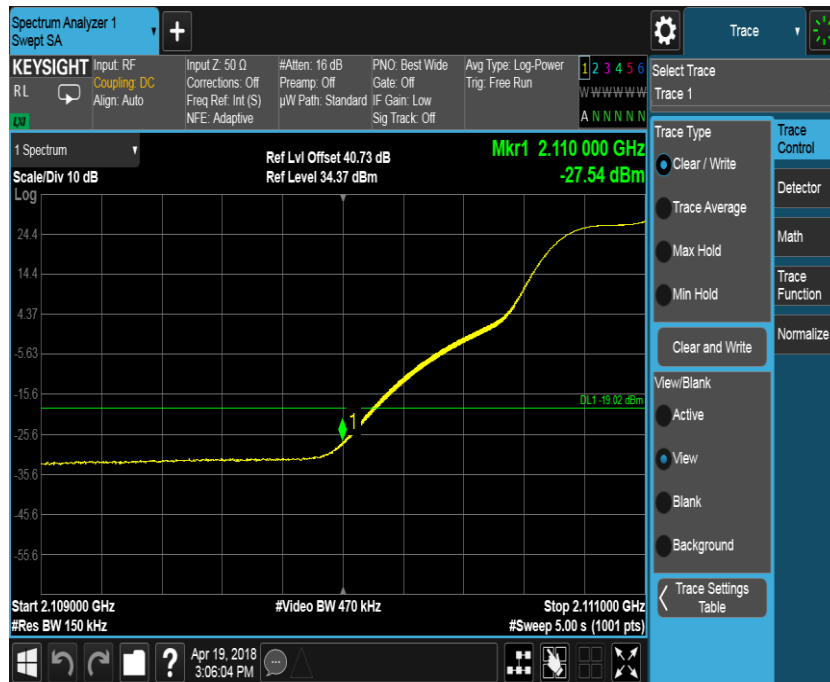 Spectrum Analyzer 1
Swept SA
+
Trace
KEYSIGHT
RL
LXI
Input: RF
Coupling: DC
Align: Auto
Input Z: 50 Ω
Corrections: Off
Freq Ref: Int (S)
NFE: Adaptive
#Atten: 16 dB
Preamp: Off
µW Path: Standard
PNO: Best Wide
Gate: Off
IF Gain: Low
Sig Track: Off
Avg Type: Log-Power
Trig: Free Run
1 2 3 4 5 6
W W W W W W
A N N N N N
Select Trace
Trace 1
1 Spectrum
Scale/Div 10 dB
Ref Lvl Offset 40.73 dB
Ref Level 34.37 dBm
Mkr1 2.110 000 GHz
-27.54 dBm
Log
24.4
14.4
4.37
-5.63
-15.6
-25.6
-35.6
-45.6
-55.6
DL1 -19.02 dBm
1
Start 2.109000 GHz
#Res BW 150 kHz
#Video BW 470 kHz
Stop 2.111000 GHz
#Sweep 5.00 s (1001 pts)
Trace Type
Clear / Write
Trace Average
Max Hold
Min Hold
Clear and Write
View/Blank
Active
View
Blank
Background
Trace Settings
Table
Trace
Control
Detector
Math
Trace
Function
Normalize
?
Apr 19, 2018
3:06:04 PM